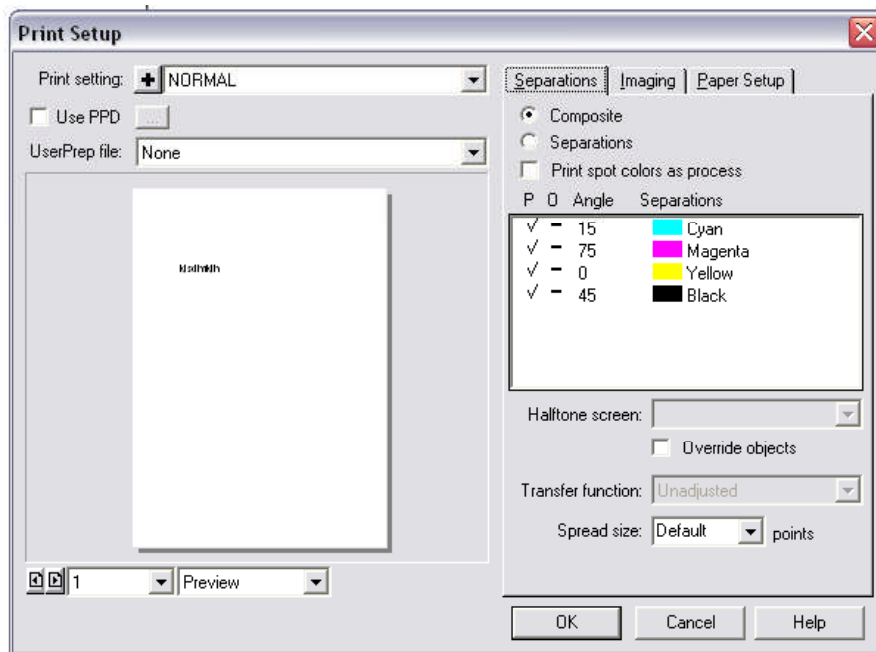 Print Setup
Print setting: NORMAL
Use PPD ...
UserPrep file: None
1 Preview
Separations Imaging Paper Setup
Composite
Separations
Print spot colors as process
P O Angle Separations
15 Cyan
75 Magenta
0 Yellow
45 Black
Halftone screen:
Override objects
Transfer function: Unadjusted
Spread size: Default points
OK Cancel Help